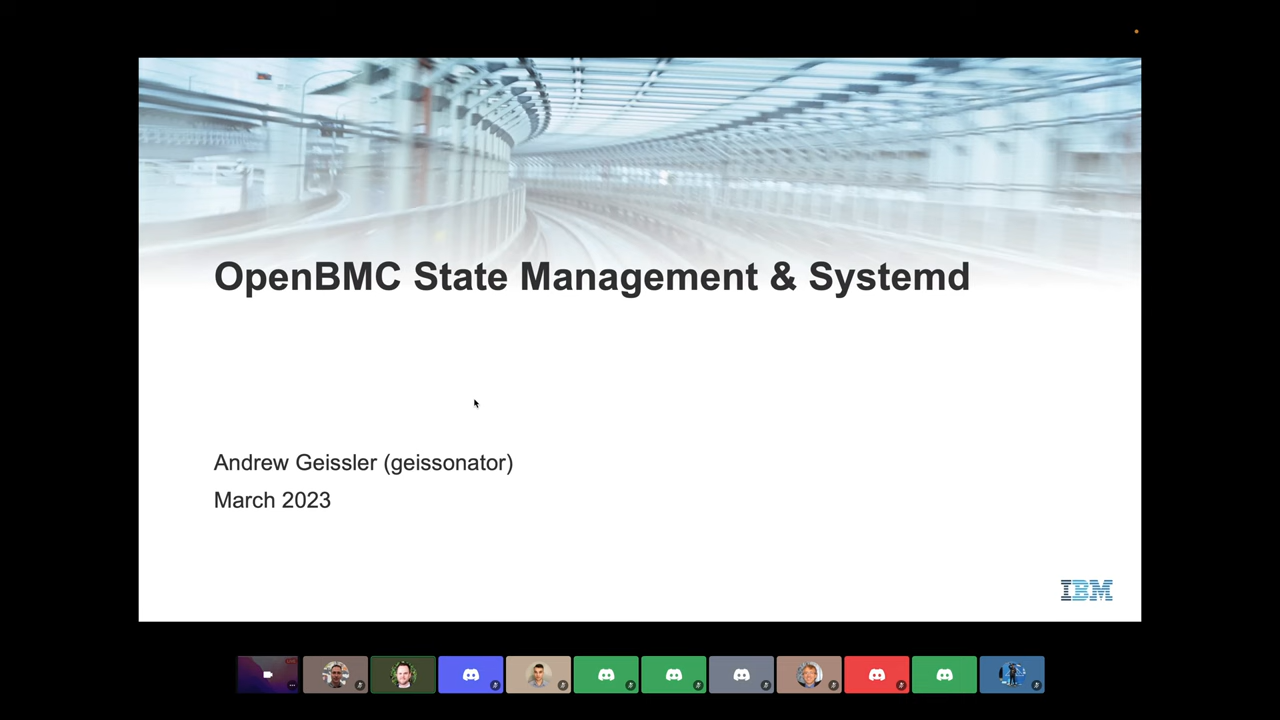 OpenBMC State Management & Systemd
Andrew Geissler (geissonator)
March 2023
IBM